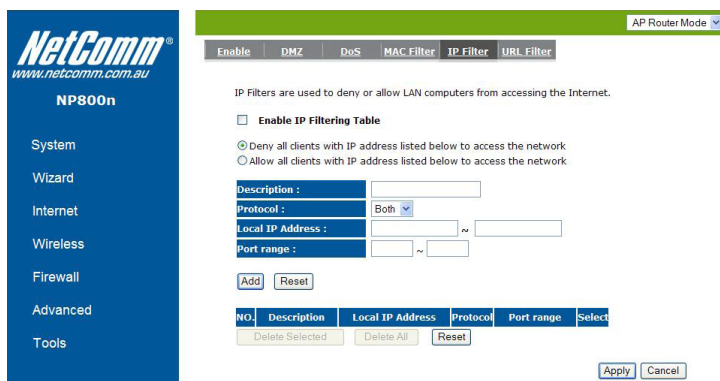 AP Router Mode
NetComm®
www.netcomm.com.au
NP800n
System
Wizard
Internet
Wireless
Firewall
Advanced
Tools
Enable DMZ DoS MAC Filter IP Filter URL Filter
IP Filters are used to deny or allow LAN computers from accessing the Internet.
Enable IP Filtering Table
Deny all clients with IP address listed below to access the network
Allow all clients with IP address listed below to access the network
Description :
Protocol : Both
Local IP Address : ~
Port range : ~
Add Reset
NO. Description Local IP Address Protocol Port range Select
Delete Selected Delete All Reset
Apply Cancel